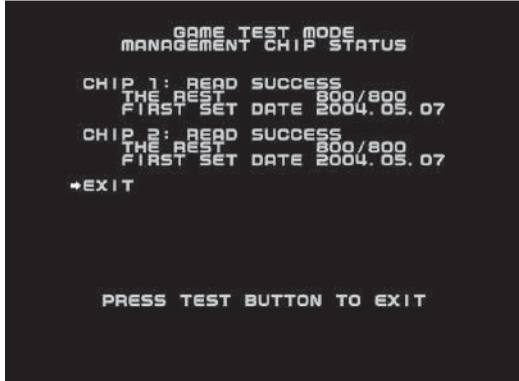 GAME TEST MODE
MANAGEMENT CHIP STATUS
CHIP 1: READ SUCCESS
THE REST 800/800
FIRST SET DATE 2004.05.07
CHIP 2: READ SUCCESS
THE REST 800/800
FIRST SET DATE 2004.05.07
➡EXIT
PRESS TEST BUTTON TO EXIT